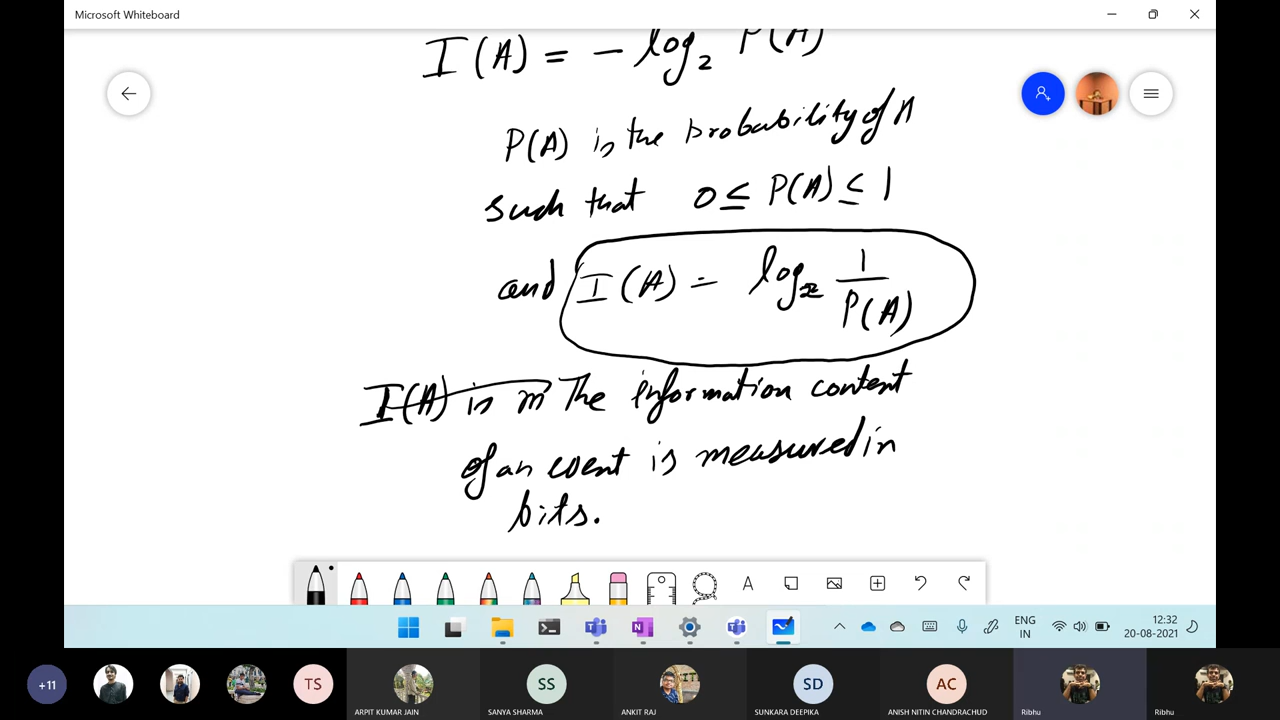 Microsoft Whiteboard
I(A) = - log₂ P(A)
P(A) is the probability of A
such that 0 ≤ P(A) ≤ 1
and I(A) = log₂ 1/P(A)
I(A) is m The information content
of an event is measured in
bits.
A
ENG
IN
12:32
20-08-2021
+11
TS
ARPIT KUMAR JAIN
SS
SANYA SHARMA
ANKIT RAJ
SD
SUNKARA DEEPIKA
AC
ANISH NITIN CHANDRACHUD
Ribhu
Ribhu